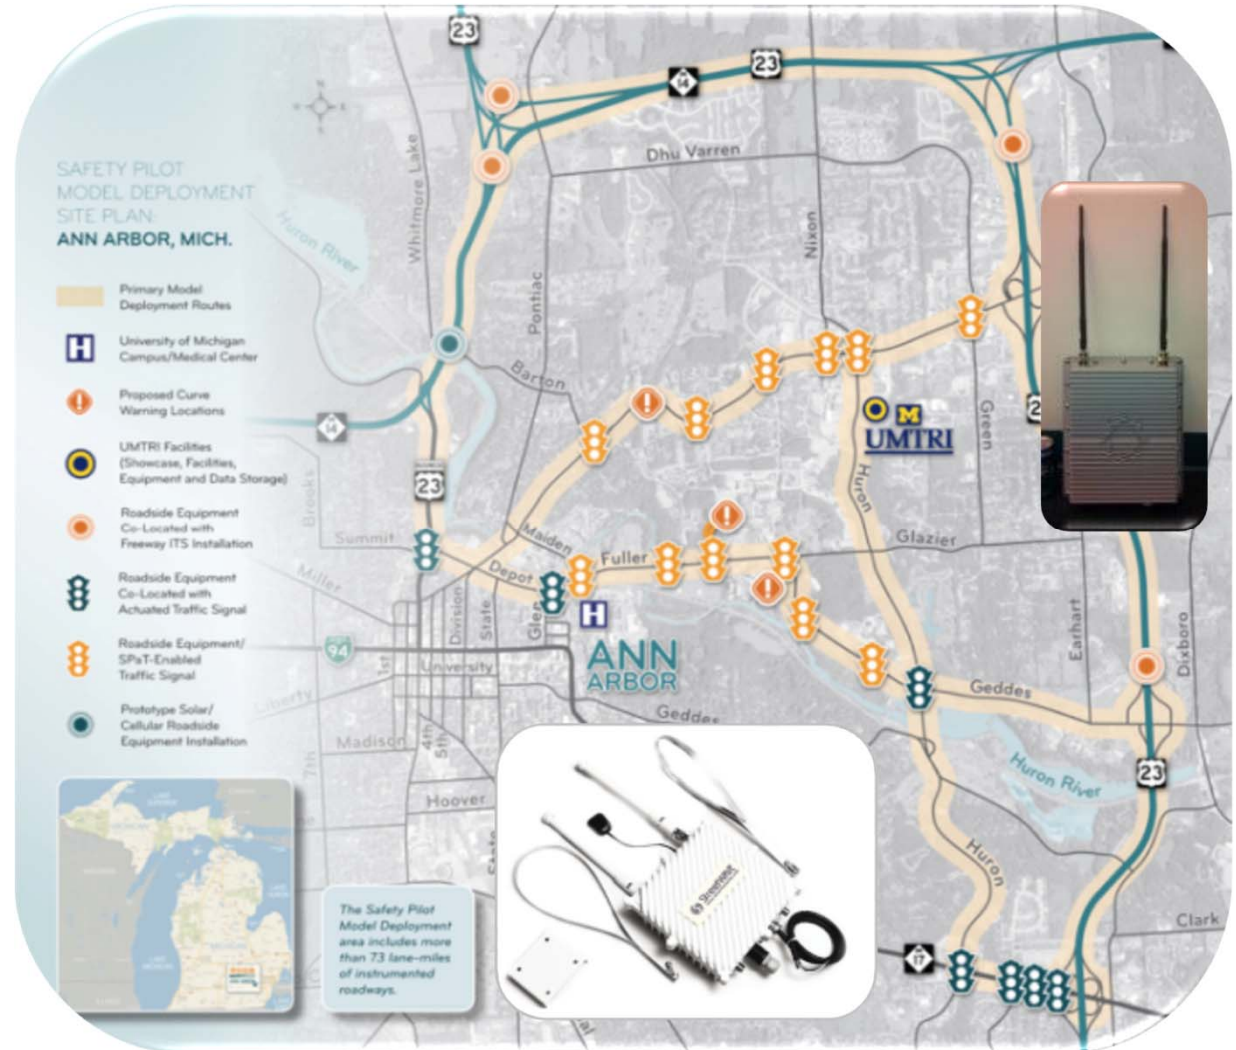 23
14
23
SAFETY PILOT
MODEL DEPLOYMENT
SITE PLAN:
ANN ARBOR, MICH.
Primary Model
Deployment Routes
H
University of Michigan
Campus/Medical Center
!
Proposed Curve
Warning Locations
UMTRI Facilities
(Showcase, Facilities,
Equipment and Data Storage)
Roadside Equipment
Co-Located with
Freeway ITS Installation
Roadside Equipment
Co-Located with
Actuated Traffic Signal
Roadside Equipment/
SPaT-Enabled
Traffic Signal
Prototype Solar/
Cellular Roadside
Equipment Installation
Huron River
Whitmore Lake
Dhu Varren
Nixon
Pontiac
Barton
14
!
M
UMTRI
Green
Brooks
23
Huron
!
Summit
Maiden
Fuller
Glazier
Miller
Depot
!
Division
State
Glen
H
Earhart
Dixboro
94
1st
University
ANN
ARBOR
Liberty
Geddes
Geddes
Madison
4th
5th
7th
Huron River
23
Hoover
State
Huron
The Safety Pilot
Model Deployment
area includes more
than 73 lane-miles
of instrumented
roadways.
Clark
17